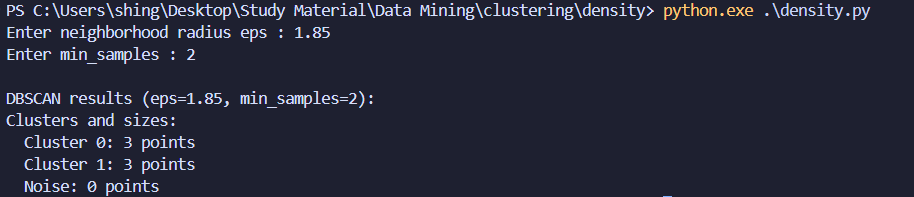 PS C:\Users\shing\Desktop\Study Material\Data Mining\clustering\density> python.exe .\density.py
Enter neighborhood radius eps : 1.85
Enter min_samples : 2
DBSCAN results (eps=1.85, min_samples=2):
Clusters and sizes:
  Cluster 0: 3 points
  Cluster 1: 3 points
  Noise: 0 points